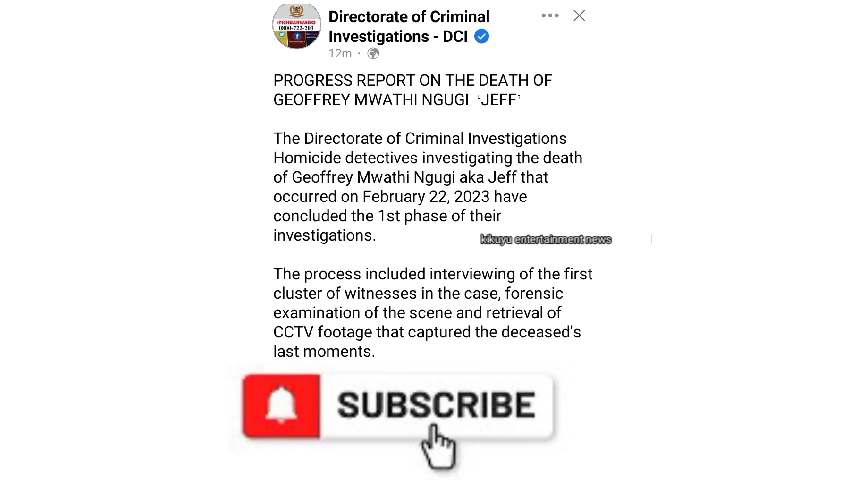 Directorate of Criminal
Investigations - DCI
12m ·
0800-722-203
PROGRESS REPORT ON THE DEATH OF
GEOFFREY MWATHI NGUGI 'JEFF'
The Directorate of Criminal Investigations
Homicide detectives investigating the death
of Geoffrey Mwathi Ngugi aka Jeff that
occurred on February 22, 2023 have
concluded the 1st phase of their
investigations.
kikuyu entertainment news
The process included interviewing of the first
cluster of witnesses in the case, forensic
examination of the scene and retrieval of
CCTV footage that captured the deceased's
last moments.
SUBSCRIBE